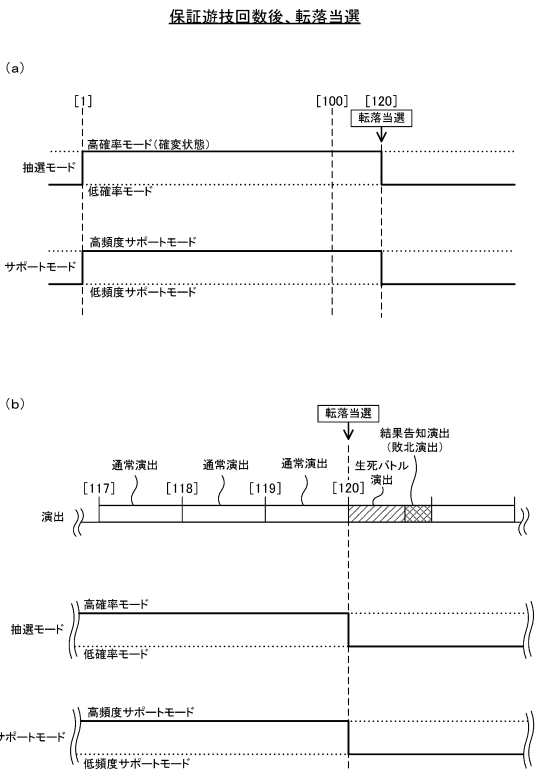 保証遊技回数後、転落当選
(a)
[1]
[100]
[120]
転落当選
高確率モード(確変状態)
抽選モード
低確率モード
高頻度サポートモード
サポートモード
低頻度サポートモード
(b)
転落当選
結果告知演出
(敗北演出)
通常演出
通常演出
通常演出
生死バトル
演出
[117]
[118]
[119]
[120]
演出
高確率モード
抽選モード
低確率モード
高頻度サポートモード
サポートモード
低頻度サポートモード